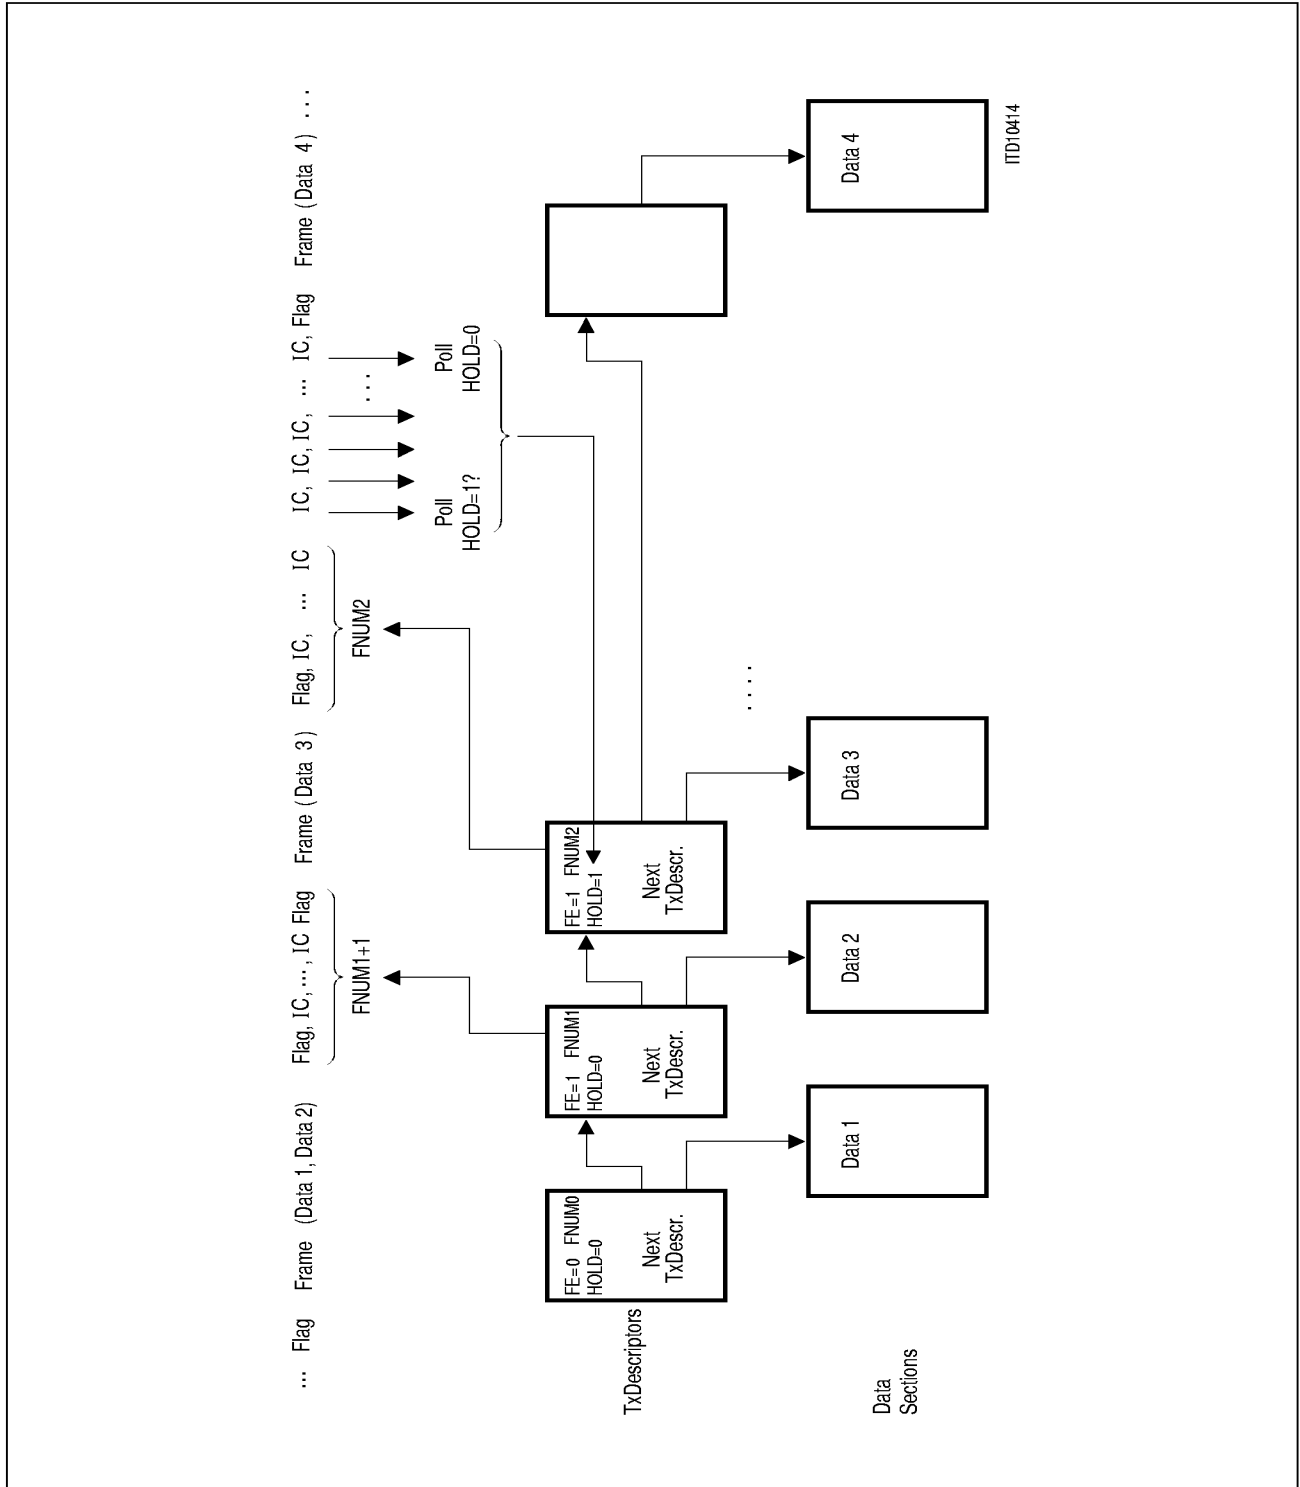 ... Flag Frame (Data 1, Data 2) Flag, IC, ..., IC Flag Frame (Data 3) Flag, IC, ... IC IC, IC, IC, ... IC, Flag Frame (Data 4) ...
FNUM1+1
FNUM2
Poll
HOLD=1?
...
Poll
HOLD=0
TxDescriptors
FE=0 FNUM0
HOLD=0
Next
TxDescr.
FE=1 FNUM1
HOLD=0
Next
TxDescr.
FE=1 FNUM2
HOLD=1
Next
TxDescr.
....
Data
Sections
Data 1
Data 2
Data 3
Data 4
ITD10414